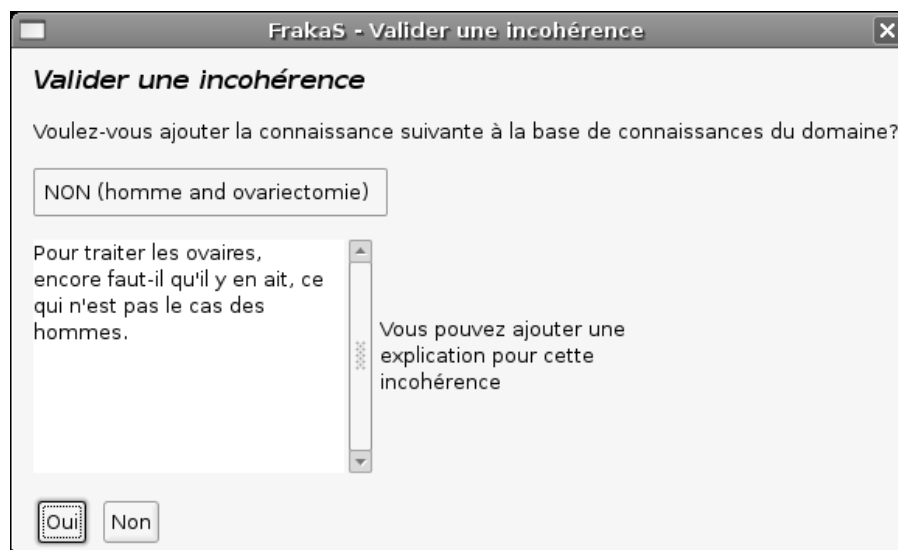 FrakaS - Valider une incohérence
Valider une incohérence
Voulez-vous ajouter la connaissance suivante à la base de connaissances du domaine?
NON (homme and ovariectomie)
Pour traiter les ovaires,
encore faut-il qu'il y en ait, ce
qui n'est pas le cas des
hommes.
Vous pouvez ajouter une
explication pour cette
incohérence
Oui
Non